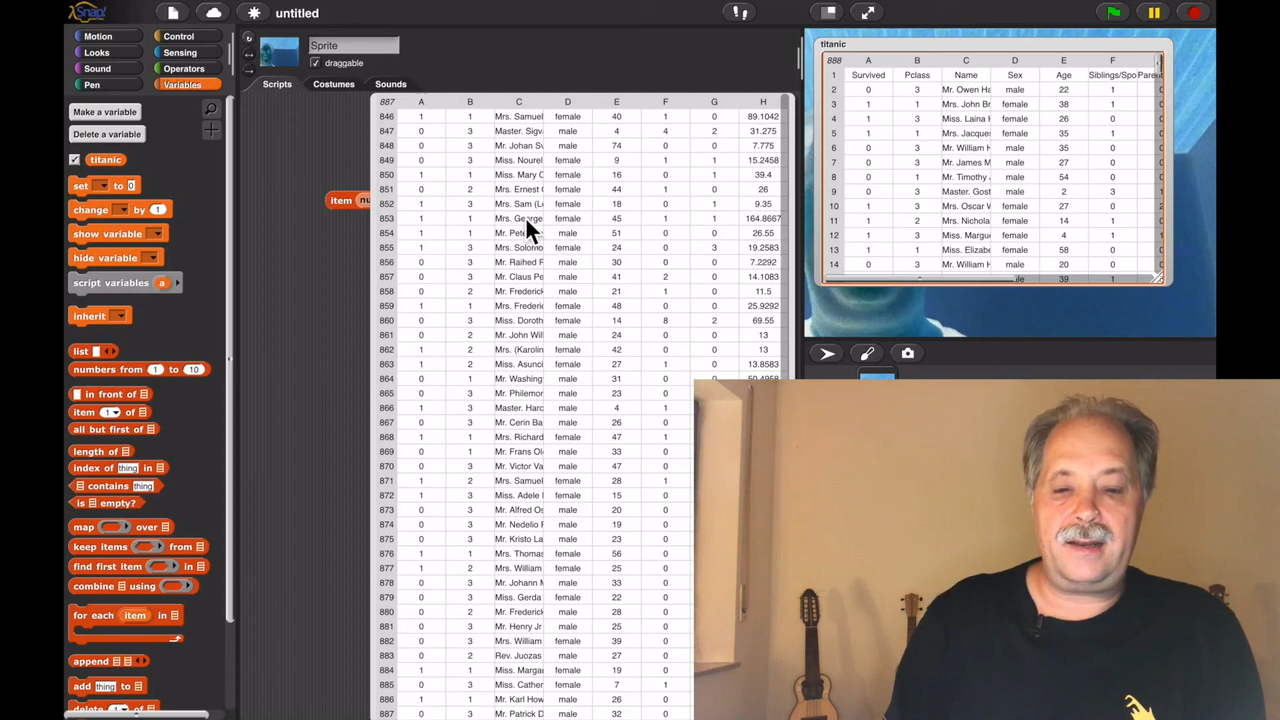 Snap!
untitled
Motion
Control
Looks
Sensing
Sound
Operators
Pen
Variables
Make a variable
Delete a variable
titanic
set to 0
change by 1
show variable
hide variable
script variables a
inherit
list
numbers from 1 to 10
in front of
item 1 of
all but first of
length of
index of thing in
contains thing
is empty?
map over
keep items from
find first item in
combine using
for each item in
append
add thing to
Sprite
draggable
Scripts
Costumes
Sounds
item
887 A B C D E F G H
846 1 1 Mrs. Samuel female 40 1 0 89.1042
847 0 3 Master. Sigv male 4 4 2 31.275
848 0 3 Mr. Johan Sv male 74 0 0 7.775
849 0 3 Miss. Nourel female 9 1 1 15.2458
850 1 1 Miss. Mary C female 16 0 1 39.4
851 0 2 Mrs. Ernest C female 44 1 0 26
852 1 3 Mrs. Sam (L female 18 0 1 9.35
853 1 1 Mrs. George female 45 1 1 164.8667
854 1 1 Mr. Pete male 51 0 0 26.55
855 1 3 Mrs. Solomo female 24 0 3 19.2583
856 0 3 Mr. Raihed F male 30 0 0 7.2292
857 0 3 Mr. Claus Pe male 41 2 0 14.1083
858 0 2 Mr. Frederick male 21 1 0 11.5
859 1 1 Mrs. Frederic female 48 1 0 25.9292
860 0 3 Miss. Doroth female 14 8 2 69.55
861 0 2 Mr. John Wil male 24 0 0 13
862 1 2 Mrs. (Karolin female 42 0 0 13
863 1 2 Miss. Asunci female 27 1 0 13.8583
864 0 1 Mr. Washing male 31 0 0 50.4958
865 0 3 Mr. Philemor male 23 0
866 1 3 Master. Harc male 4 1
867 0 3 Mr. Cerin Ba male 26 0
868 1 1 Mrs. Richard female 47 1
869 0 1 Mr. Frans Ol male 33 0
870 0 3 Mr. Victor Va male 47 0
871 1 2 Mrs. Samuel female 28 1
872 1 3 Miss. Adele female 15 0
873 0 3 Mr. Alfred Os male 20 0
874 0 3 Mr. Nedelio male 19 0
875 0 3 Mr. Kristo La male 23 0
876 1 1 Mrs. Thomas female 56 0
877 1 2 Mrs. William female 25 0
878 0 3 Mr. Johann M male 33 0
879 0 3 Miss. Gerda female 22 0
880 0 2 Mr. Frederick male 28 0
881 0 3 Mr. Henry Jr male 25 0
882 0 3 Mrs. William female 39 0
883 0 2 Rev. Juozas male 27 0
884 1 1 Miss. Margar female 19 0
885 0 3 Miss. Cather female 7 1
886 1 1 Mr. Karl How male 26 0
887 0 3 Mr. Patrick D male 32 0
titanic
888 A B C D E F
1 Survived Pclass Name Sex Age Siblings/Spo Paren
2 0 3 Mr. Owen Ha male 22 1
3 1 1 Mrs. John Br female 38 1
4 1 3 Miss. Laina H female 26 0
5 1 1 Mrs. Jacques female 35 1
6 0 3 Mr. William H male 35 0
7 0 3 Mr. James M male 27 0
8 0 1 Mr. Timothy male 54 0
9 0 3 Master. Gost male 2 3
10 1 3 Mrs. Oscar W female 27 0
11 1 2 Mrs. Nichola female 14 1
12 1 3 Miss. Margue female 4 1
13 1 1 Miss. Elizabe female 58 0
14 0 3 Mr. William H male 20 0
39 1